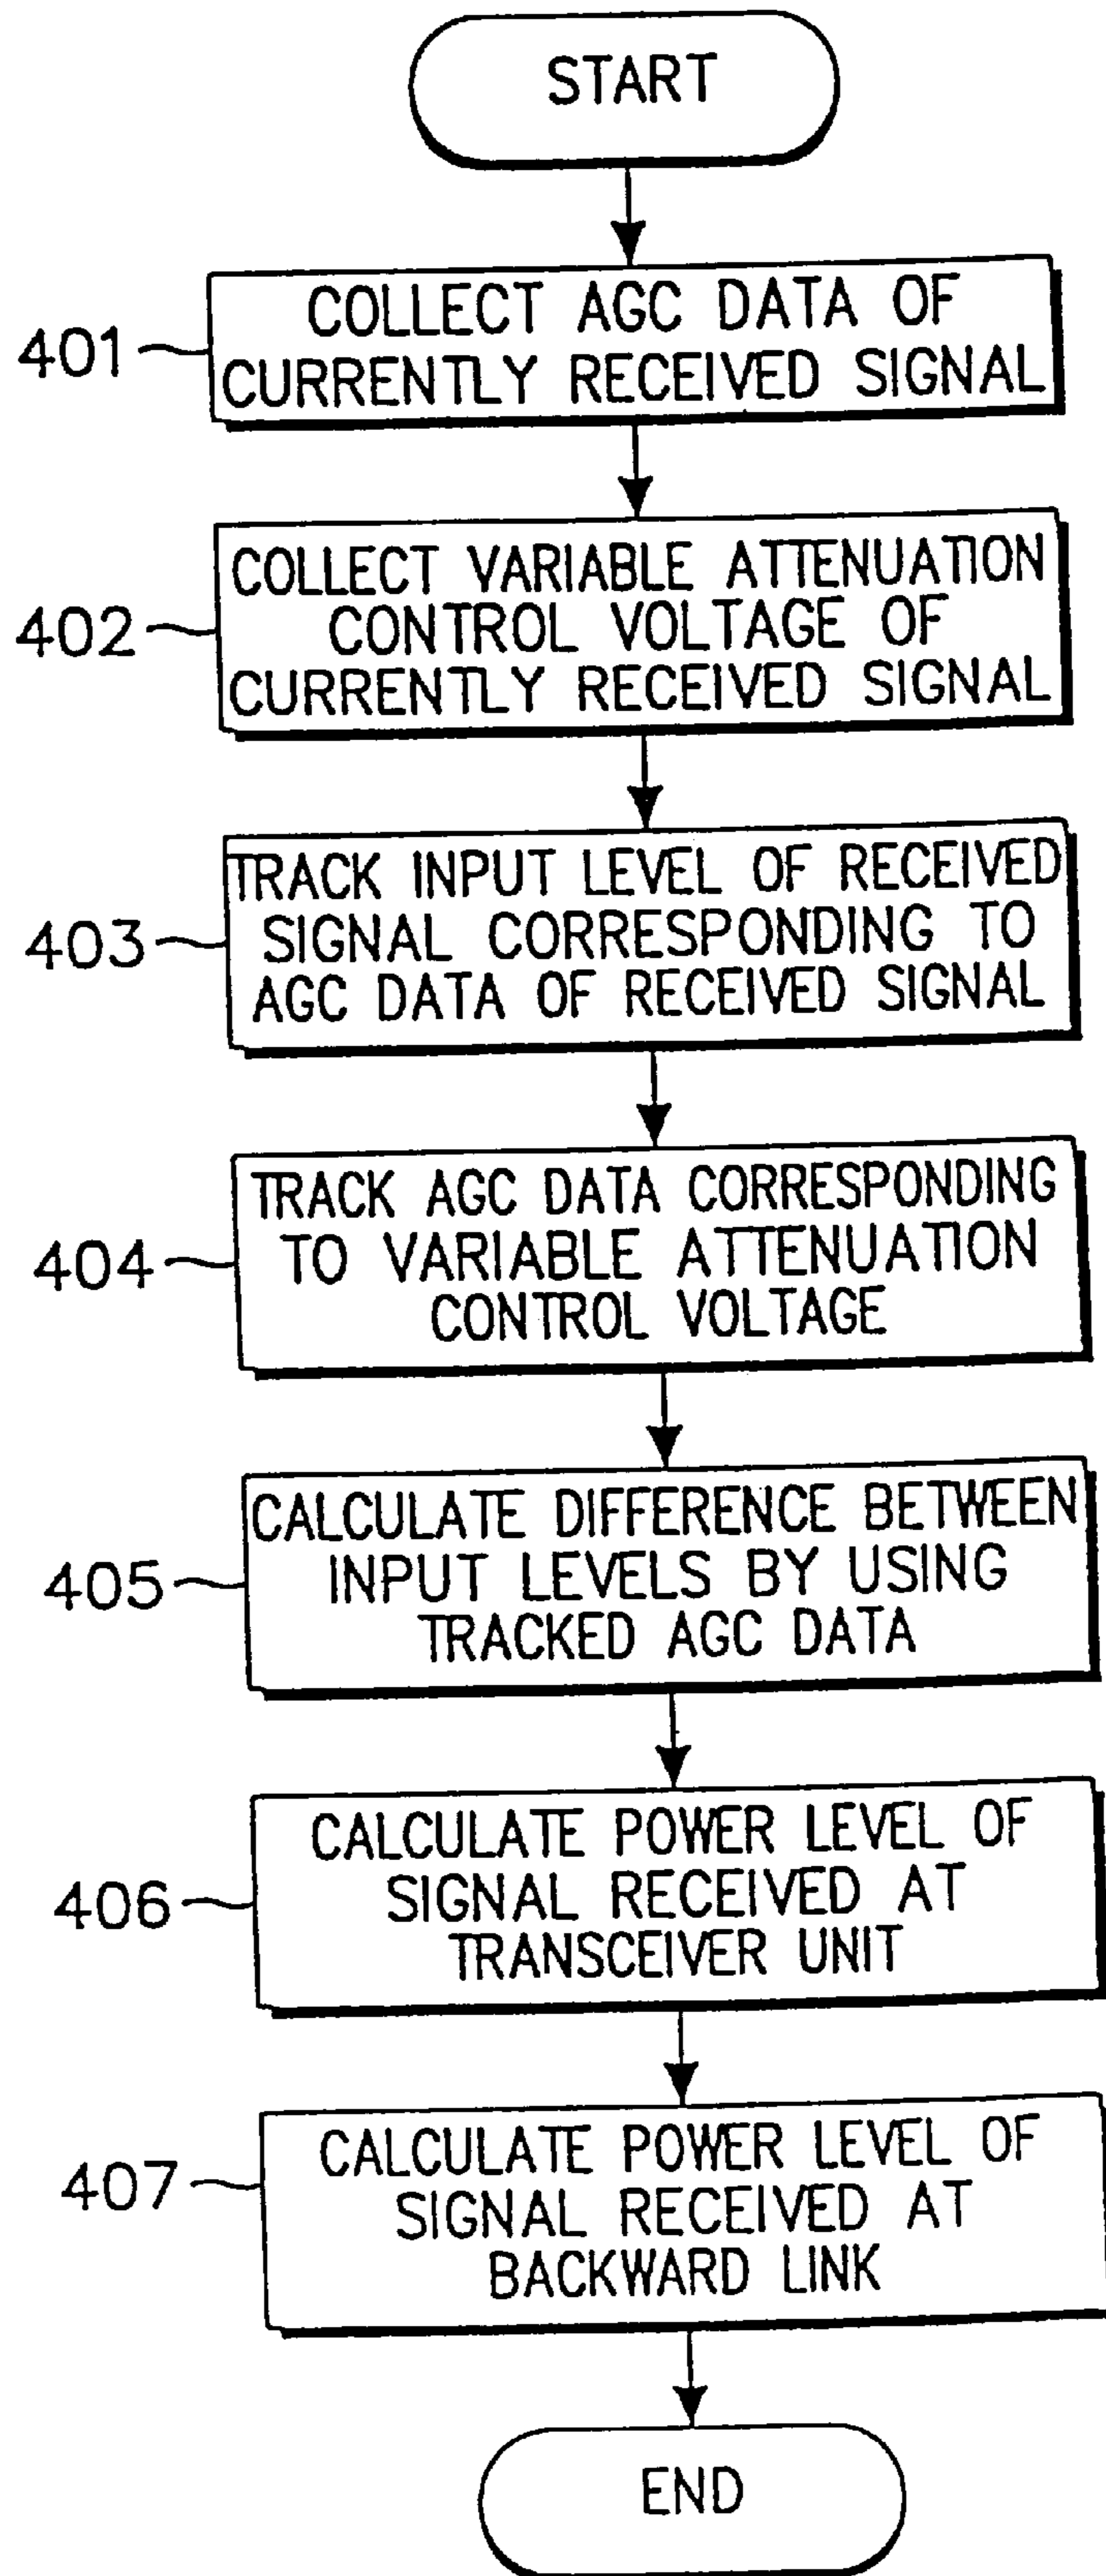 START
401
COLLECT AGC DATA OF
CURRENTLY RECEIVED SIGNAL
402
COLLECT VARIABLE ATTENUATION
CONTROL VOLTAGE OF
CURRENTLY RECEIVED SIGNAL
403
TRACK INPUT LEVEL OF RECEIVED
SIGNAL CORRESPONDING TO
AGC DATA OF RECEIVED SIGNAL
404
TRACK AGC DATA CORRESPONDING
TO VARIABLE ATTENUATION
CONTROL VOLTAGE
405
CALCULATE DIFFERENCE BETWEEN
INPUT LEVELS BY USING
TRACKED AGC DATA
406
CALCULATE POWER LEVEL OF
SIGNAL RECEIVED AT
TRANSCEIVER UNIT
407
CALCULATE POWER LEVEL OF
SIGNAL RECEIVED AT
BACKWARD LINK
END